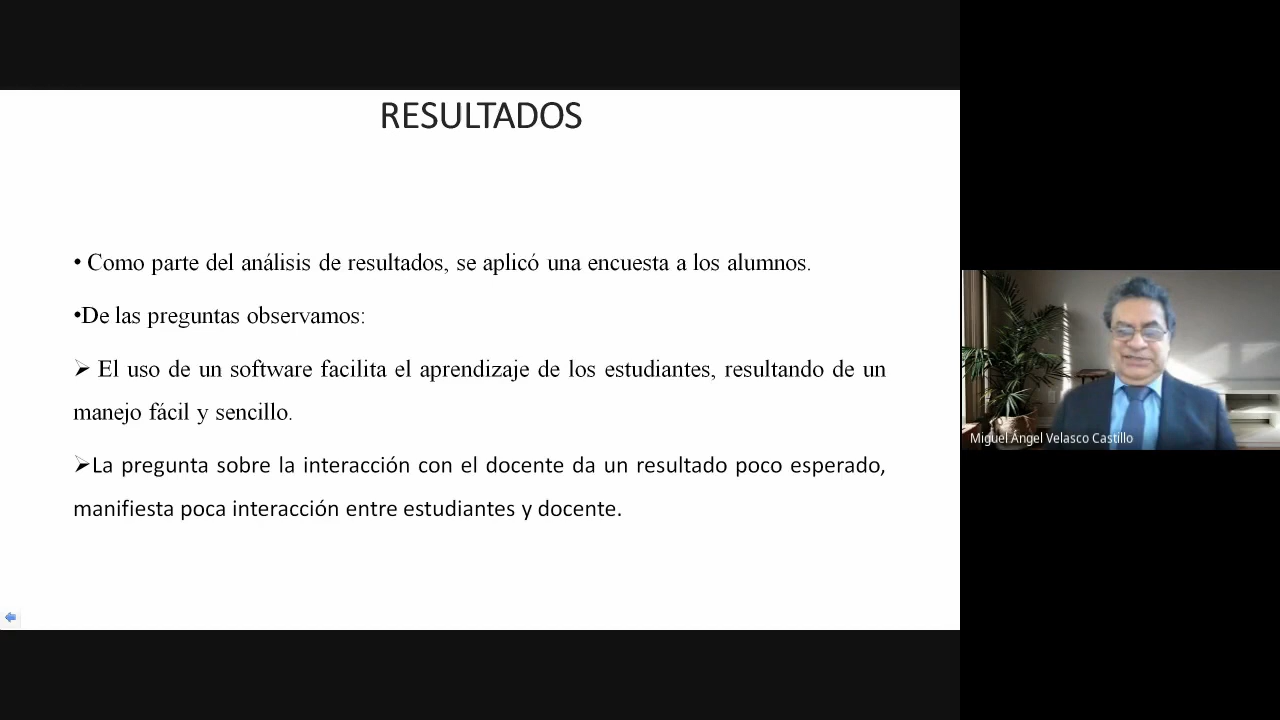 RESULTADOS
• Como parte del análisis de resultados, se aplicó una encuesta a los alumnos.
•De las preguntas observamos:
➢ El uso de un software facilita el aprendizaje de los estudiantes, resultando de un
manejo fácil y sencillo.
➢La pregunta sobre la interacción con el docente da un resultado poco esperado,
manifiesta poca interacción entre estudiantes y docente.
Miguel Ángel Velasco Castillo